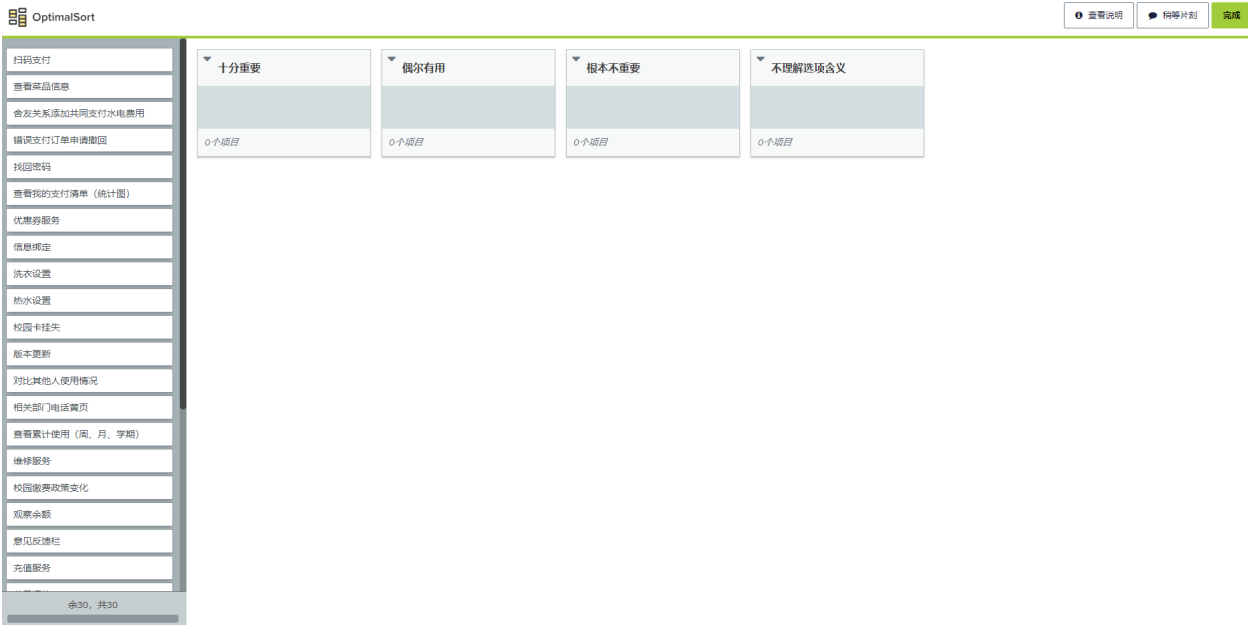 OptimalSort
查看说明
稍等片刻
完成
扫码支付
查看菜品信息
舍友关系添加共同支付水电费用
错误支付订单申请撤回
找回密码
查看我的支付清单（统计图）
优惠券服务
信息绑定
洗衣设置
热水设置
校园卡挂失
版本更新
对比其他人使用情况
相关部门电话黄页
查看累计使用（周、月、学期）
维修服务
校园缴费政策变化
观察余额
意见反馈栏
充值服务
余30，共30
十分重要
0个项目
偶尔有用
0个项目
根本不重要
0个项目
不理解选项含义
0个项目